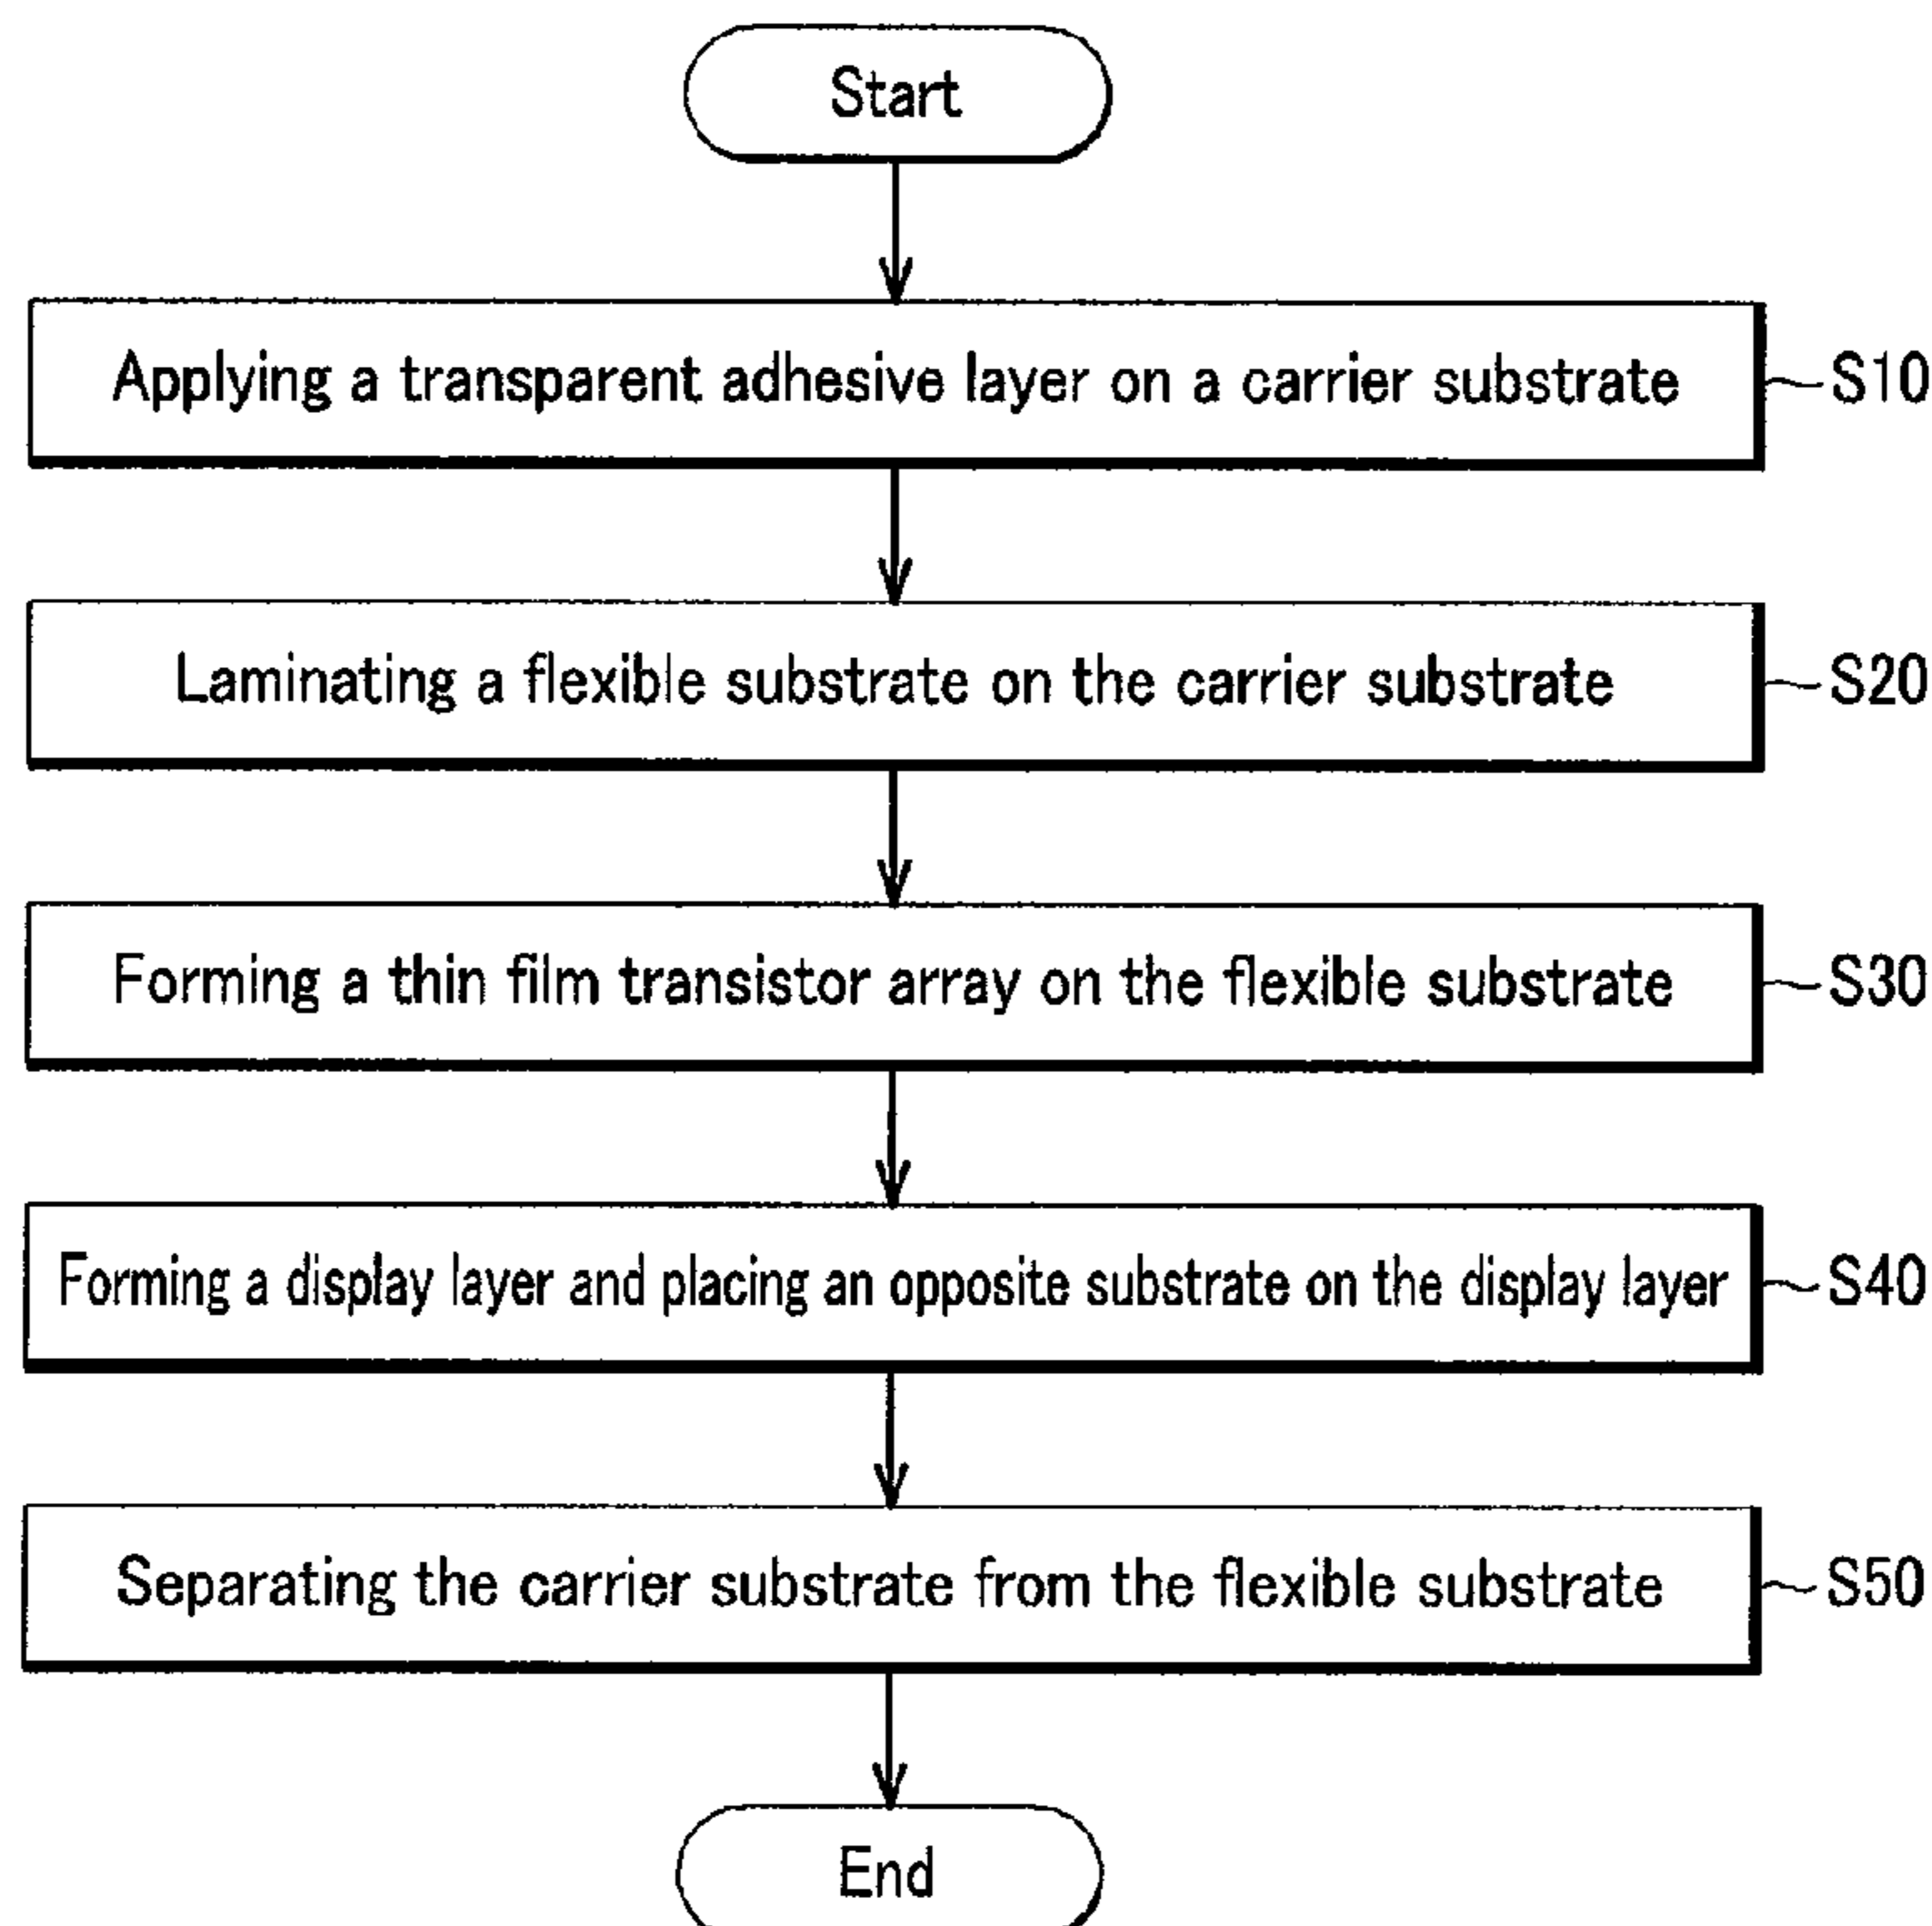 Start
Applying a transparent adhesive layer on a carrier substrate
S10
Laminating a flexible substrate on the carrier substrate
S20
Forming a thin film transistor array on the flexible substrate
S30
Forming a display layer and placing an opposite substrate on the display layer
S40
Separating the carrier substrate from the flexible substrate
S50
End